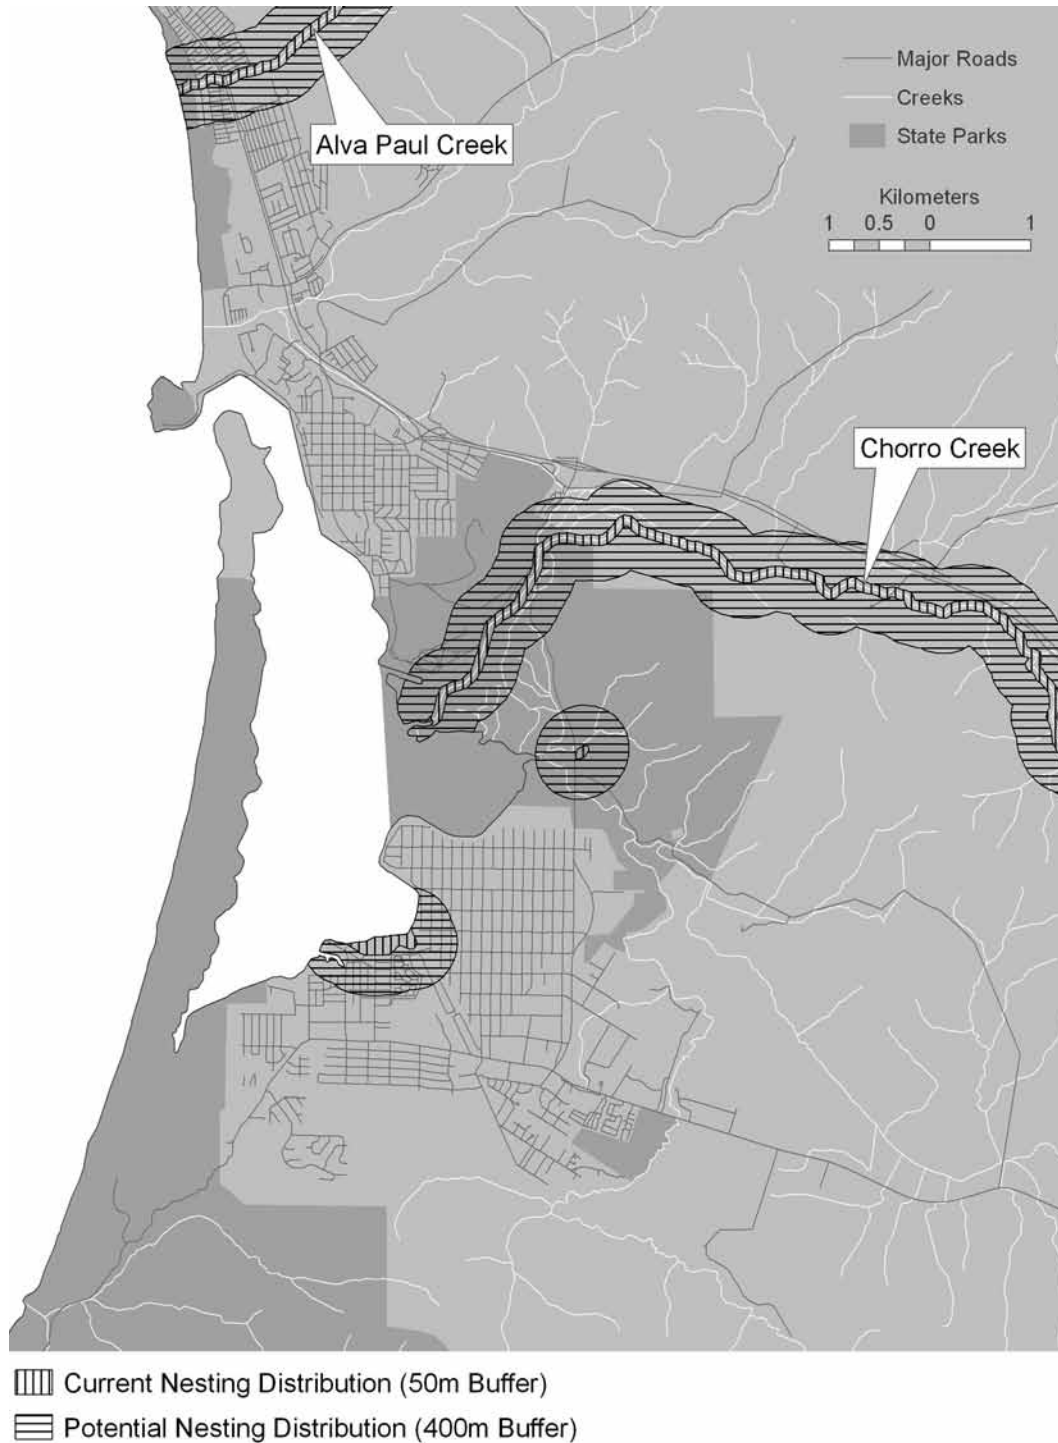 Major Roads
Creeks
State Parks
Alva Paul Creek
Kilometers
1 0.5 0 1
Chorro Creek
Current Nesting Distribution (50m Buffer)
Potential Nesting Distribution (400m Buffer)